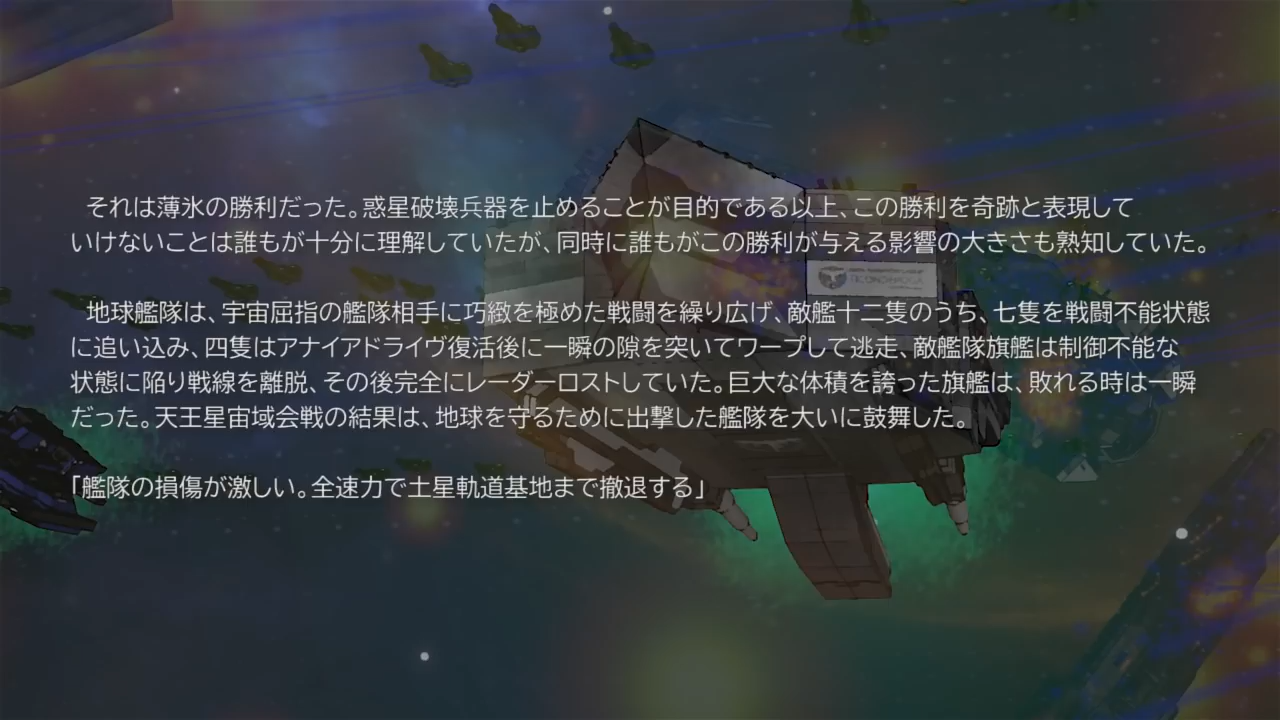 それは薄氷の勝利だった。惑星破壊兵器を止めることが目的である以上、この勝利を奇跡と表現して
いけないことは誰もが十分に理解していたが、同時に誰もがこの勝利が与える影響の大きさも熟知していた。
地球艦隊は、宇宙屈指の艦隊相手に巧緻を極めた戦闘を繰り広げ、敵艦十二隻のうち、七隻を戦闘不能状態
に追い込み、四隻はアナイアドライヴ復活後に一瞬の隙を突いてワープして逃走、敵艦隊旗艦は制御不能な
状態に陥り戦線を離脱、その後完全にレーダーロストしていた。巨大な体積を誇った旗艦は、敗れる時は一瞬
だった。天王星宙域会戦の結果は、地球を守るために出撃した艦隊を大いに鼓舞した。
「艦隊の損傷が激しい。全速力で土星軌道基地まで撤退する」